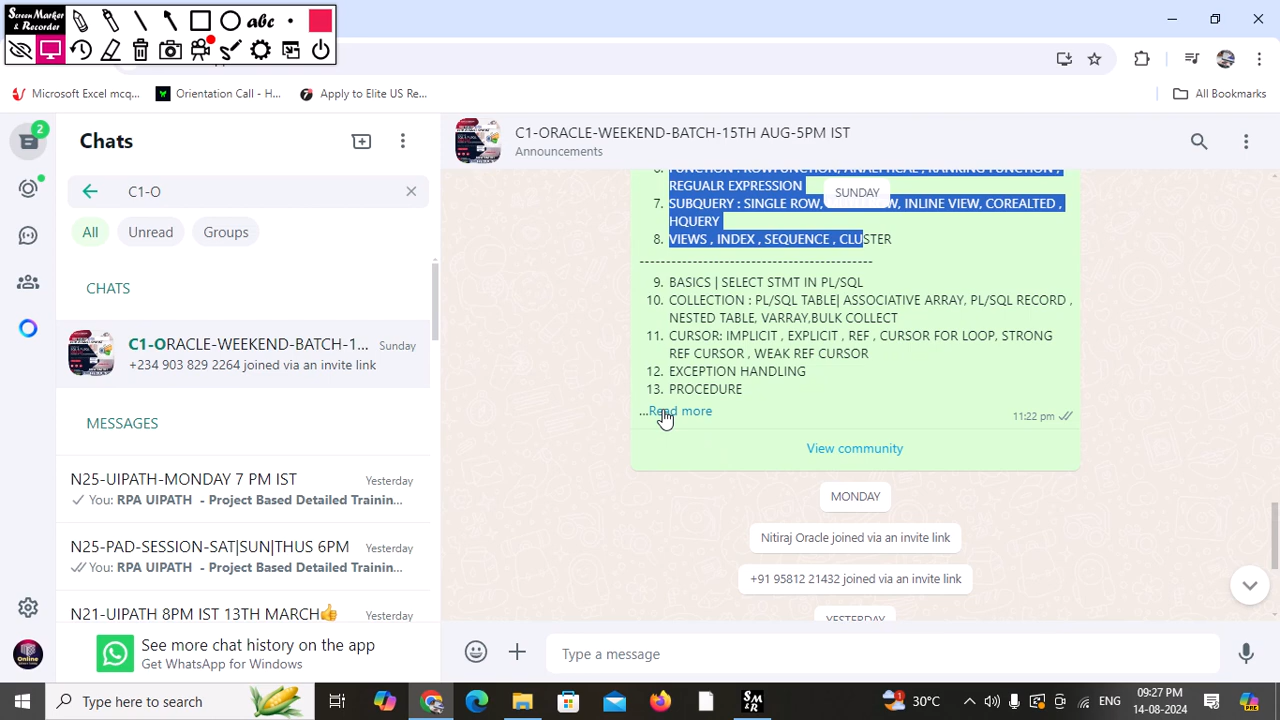 Screen Marker
& Recorder
abc
Microsoft Excel mcq...
Orientation Call - H...
Apply to Elite US Re...
All Bookmarks
2
Chats
C1-O
All
Unread
Groups
CHATS
C1-ORACLE-WEEKEND-BATCH-1...
Sunday
+234 903 829 2264 joined via an invite link
MESSAGES
N25-UIPATH-MONDAY 7 PM IST
Yesterday
You: RPA UIPATH - Project Based Detailed Trainin...
N25-PAD-SESSION-SAT|SUN|THUS 6PM
Yesterday
You: RPA UIPATH - Project Based Detailed Trainin...
N21-UIPATH 8PM IST 13TH MARCH👍
Yesterday
See more chat history on the app
Get WhatsApp for Windows
C1-ORACLE-WEEKEND-BATCH-15TH AUG-5PM IST
Announcements
SUNDAY
REGUALR EXPRESSION
7. SUBQUERY : SINGLE ROW, INLINE VIEW, COREALTED ,
HQUERY
8. VIEWS , INDEX , SEQUENCE , CLUSTER
--------------------------------------------
9. BASICS | SELECT STMT IN PL/SQL
10. COLLECTION : PL/SQL TABLE| ASSOCIATIVE ARRAY, PL/SQL RECORD ,
NESTED TABLE, VARRAY,BULK COLLECT
11. CURSOR: IMPLICIT , EXPLICIT , REF , CURSOR FOR LOOP, STRONG
REF CURSOR , WEAK REF CURSOR
12. EXCEPTION HANDLING
13. PROCEDURE
...Read more
11:22 pm
View community
MONDAY
Nitiraj Oracle joined via an invite link
+91 95812 21432 joined via an invite link
YESTERDAY
Type a message
Online
Type here to search
1
30°C
ENG
09:27 PM
14-08-2024